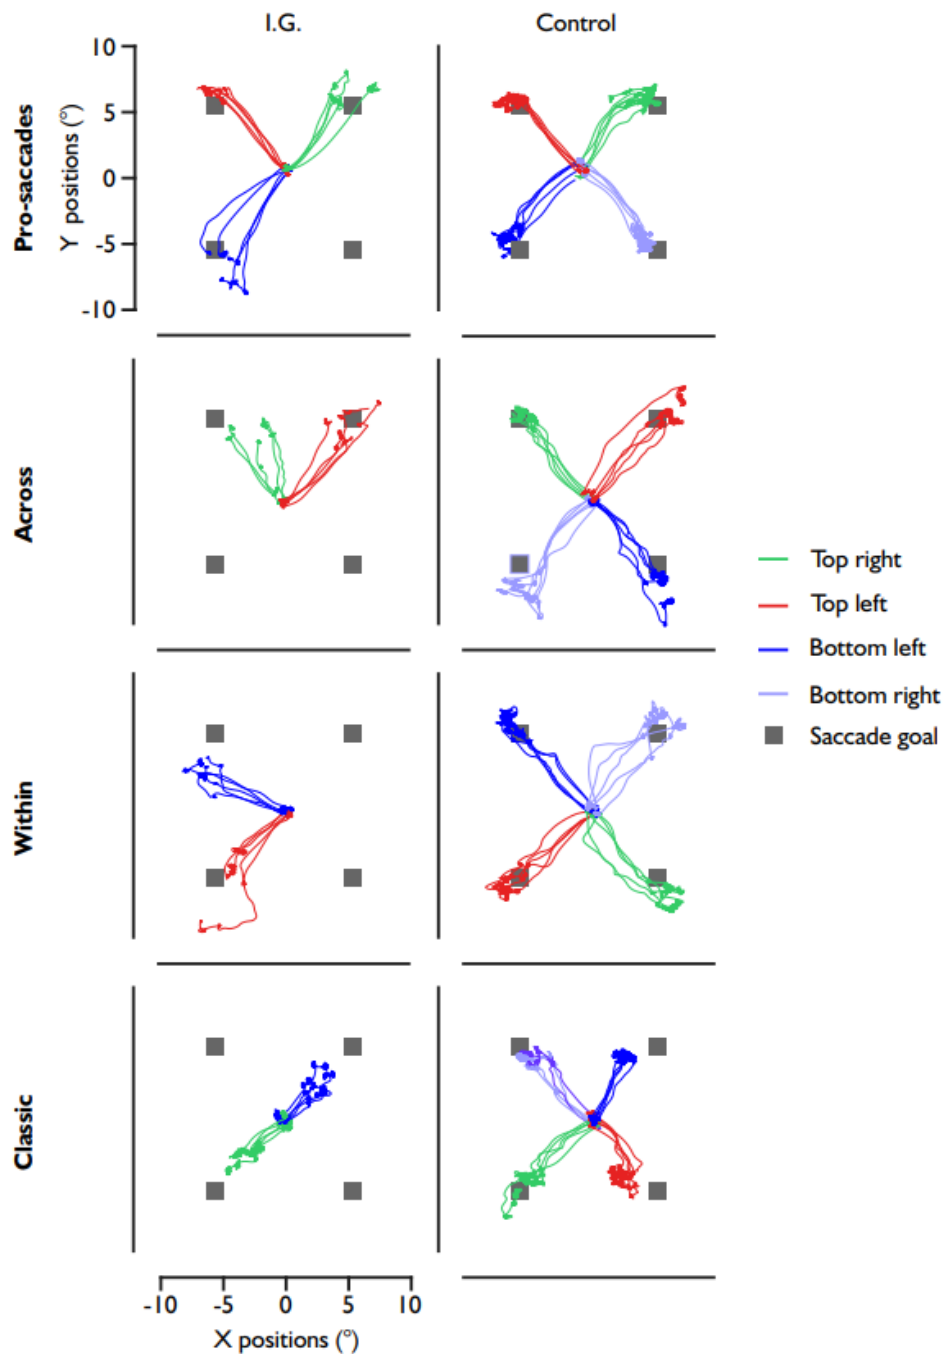 I.G.
Control
Pro-saccades
Y positions (°)
10
5
0
-5
-10
Across
Top right
Top left
Bottom left
Bottom right
Saccade goal
Within
Classic
-10 -5 0 5 10
X positions (°)